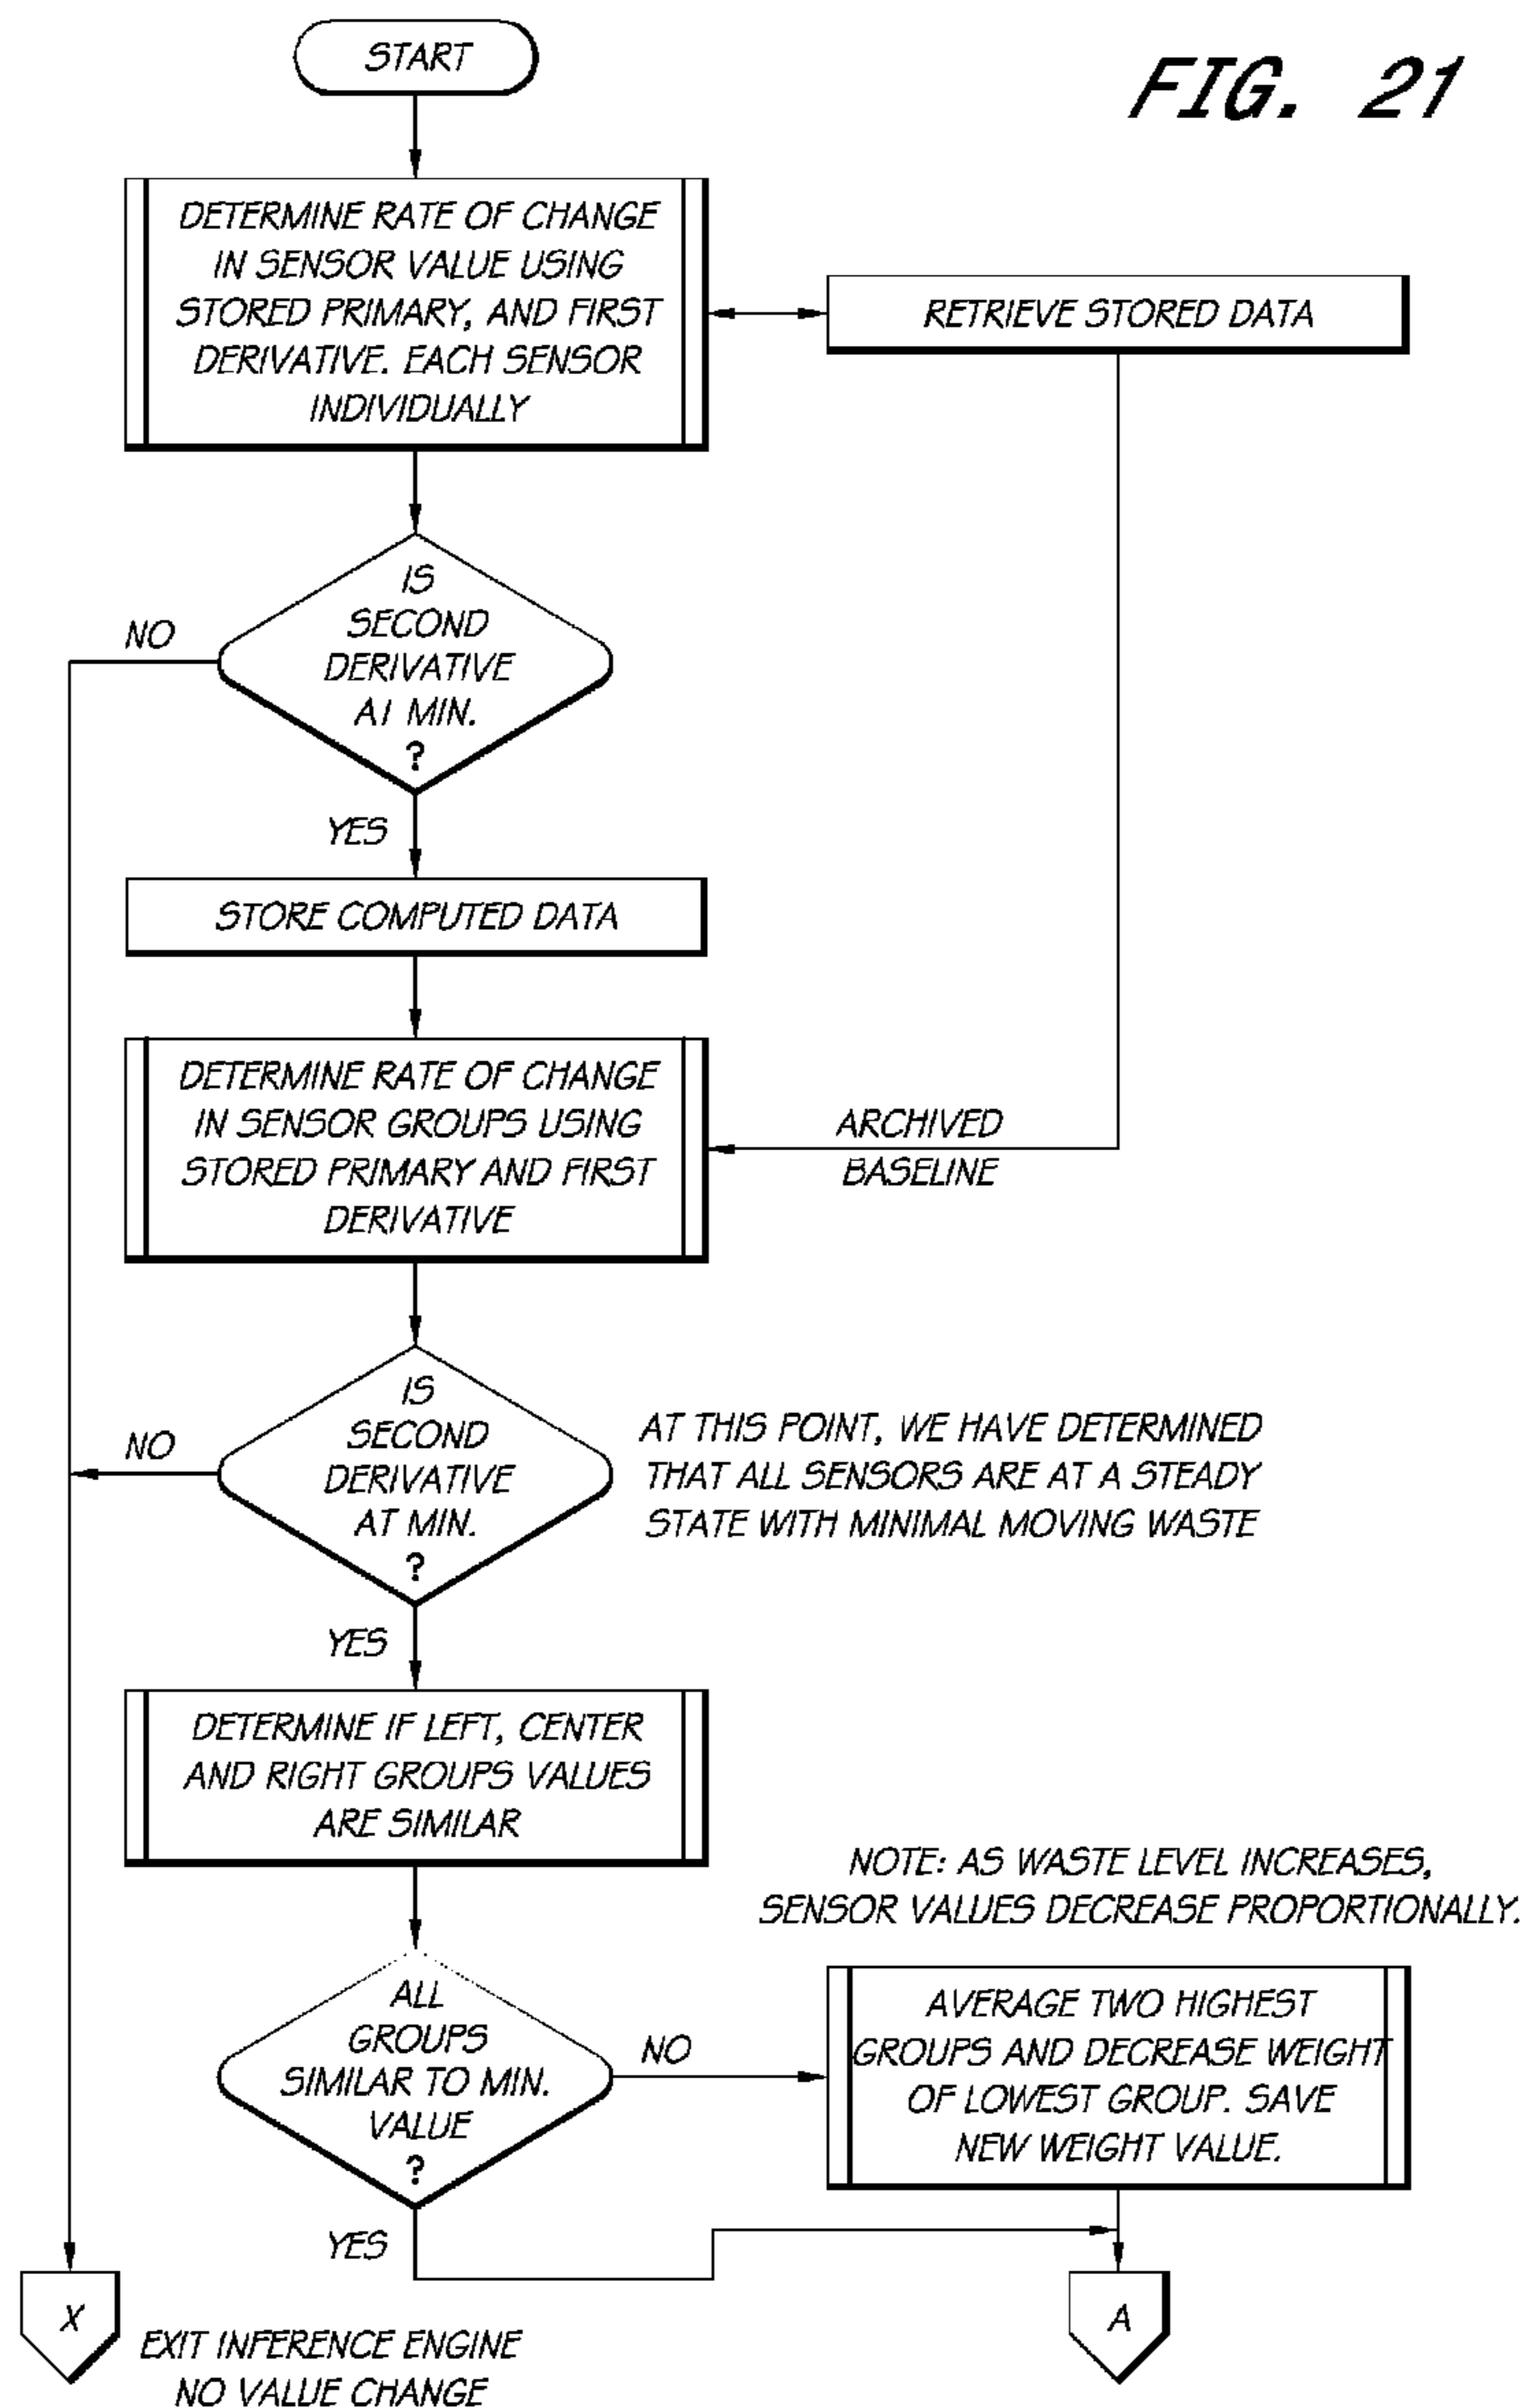 START
FIG. 21
DETERMINE RATE OF CHANGE
IN SENSOR VALUE USING
STORED PRIMARY, AND FIRST
DERIVATIVE. EACH SENSOR
INDIVIDUALLY
RETRIEVE STORED DATA
IS
SECOND
DERIVATIVE
A1 MIN.
?
NO
YES
STORE COMPUTED DATA
DETERMINE RATE OF CHANGE
IN SENSOR GROUPS USING
STORED PRIMARY AND FIRST
DERIVATIVE
ARCHIVED
BASELINE
IS
SECOND
DERIVATIVE
AT MIN.
?
NO
AT THIS POINT, WE HAVE DETERMINED
THAT ALL SENSORS ARE AT A STEADY
STATE WITH MINIMAL MOVING WASTE
YES
DETERMINE IF LEFT, CENTER
AND RIGHT GROUPS VALUES
ARE SIMILAR
NOTE: AS WASTE LEVEL INCREASES,
SENSOR VALUES DECREASE PROPORTIONALLY.
ALL
GROUPS
SIMILAR TO MIN.
VALUE
?
NO
AVERAGE TWO HIGHEST
GROUPS AND DECREASE WEIGHT
OF LOWEST GROUP. SAVE
NEW WEIGHT VALUE.
YES
X
EXIT INFERENCE ENGINE
NO VALUE CHANGE
A